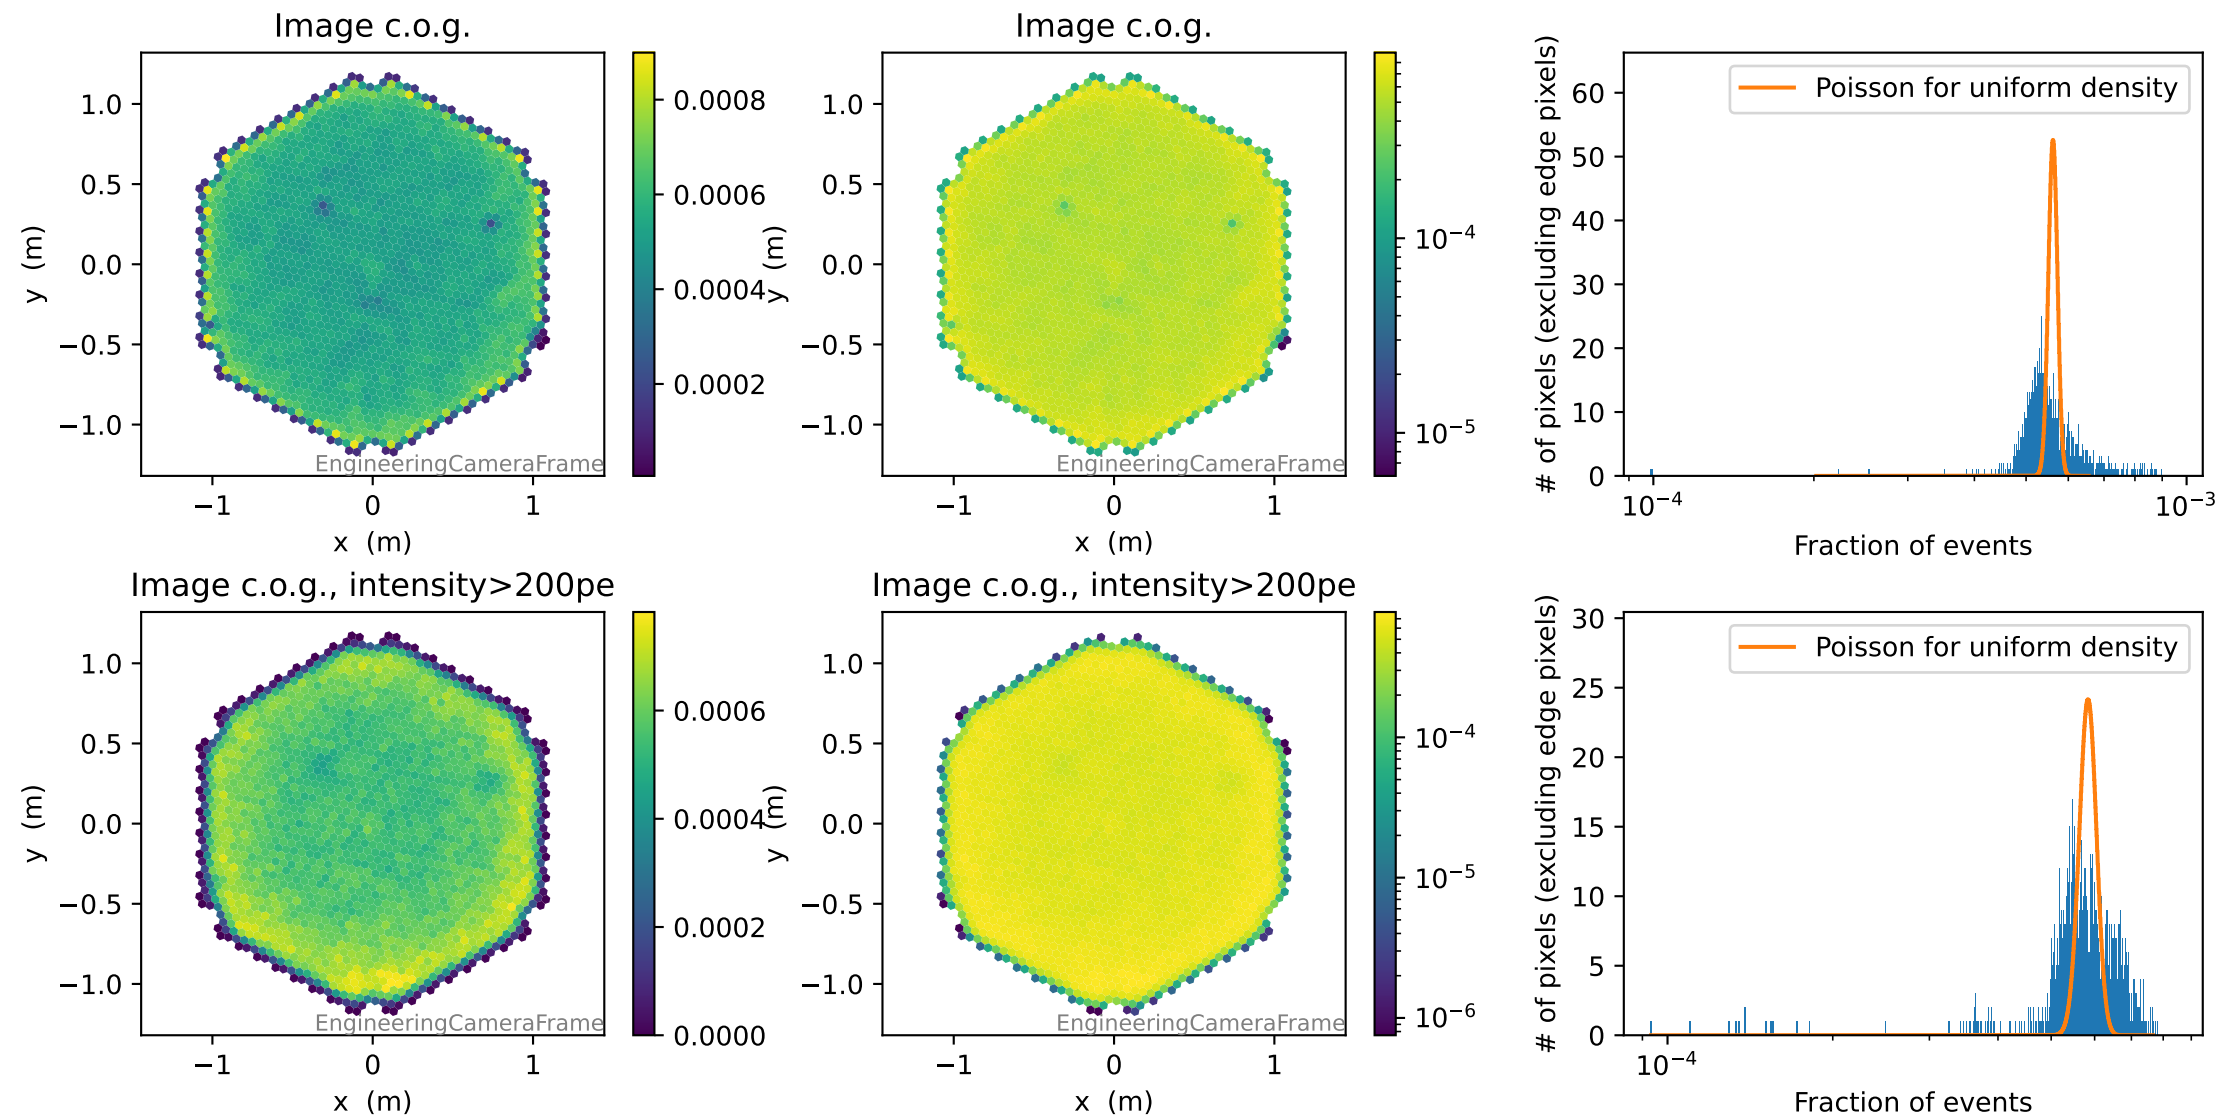 Image c.o.g.
y (m)
1.0
0.5
0.0
−0.5
−1.0
−1
0
1
x (m)
EngineeringCameraFrame
0.0008
0.0006
0.0004
0.0002
Image c.o.g.
y (m)
1.0
0.5
0.0
−0.5
−1.0
−1
0
1
x (m)
EngineeringCameraFrame
10⁻⁴
10⁻⁵
# of pixels (excluding edge pixels)
60
50
40
30
20
10
0
Poisson for uniform density
10⁻⁴
10⁻³
Fraction of events
Image c.o.g., intensity>200pe
y (m)
1.0
0.5
0.0
−0.5
−1.0
−1
0
1
x (m)
EngineeringCameraFrame
0.0006
0.0004
0.0002
0.0000
Image c.o.g., intensity>200pe
y (m)
1.0
0.5
0.0
−0.5
−1.0
−1
0
1
x (m)
EngineeringCameraFrame
10⁻⁴
10⁻⁵
10⁻⁶
# of pixels (excluding edge pixels)
30
25
20
15
10
5
0
Poisson for uniform density
10⁻⁴
Fraction of events